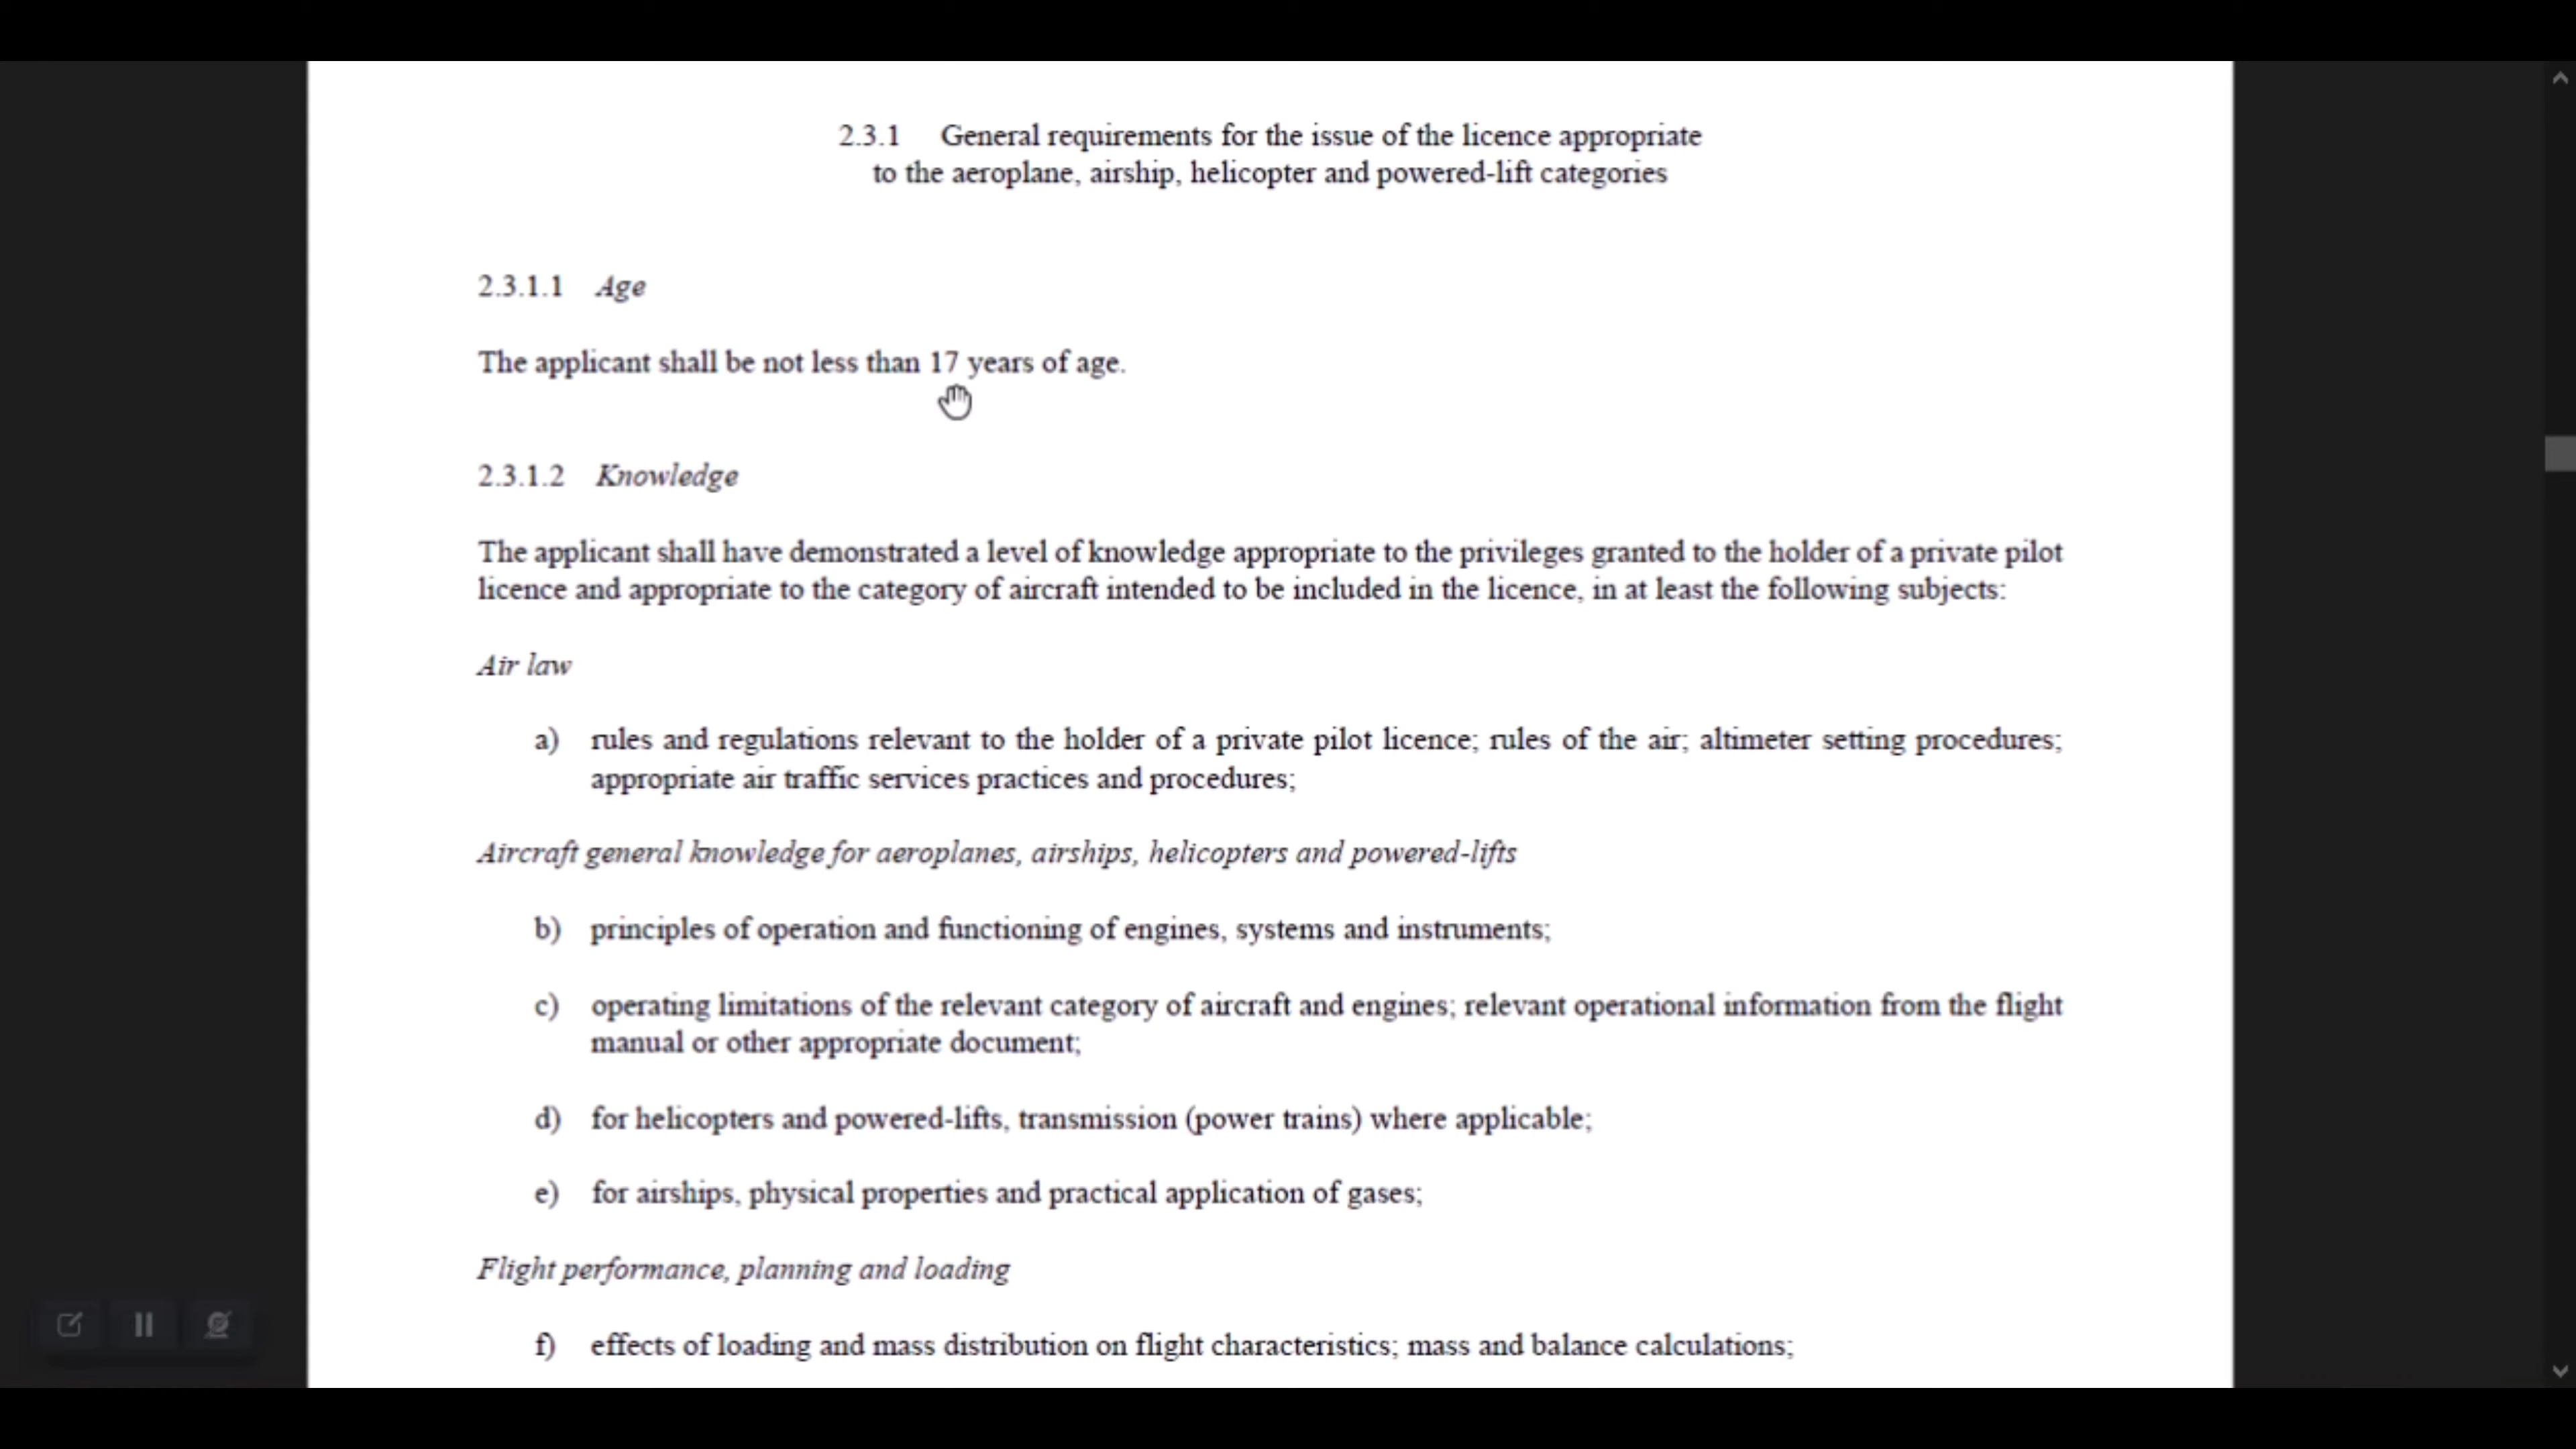 2.3.1 General requirements for the issue of the licence appropriate
to the aeroplane, airship, helicopter and powered-lift categories
2.3.1.1 Age
The applicant shall be not less than 17 years of age.
2.3.1.2 Knowledge
The applicant shall have demonstrated a level of knowledge appropriate to the privileges granted to the holder of a private pilot
licence and appropriate to the category of aircraft intended to be included in the licence, in at least the following subjects:
Air law
a) rules and regulations relevant to the holder of a private pilot licence; rules of the air; altimeter setting procedures;
appropriate air traffic services practices and procedures;
Aircraft general knowledge for aeroplanes, airships, helicopters and powered-lifts
b) principles of operation and functioning of engines, systems and instruments;
c) operating limitations of the relevant category of aircraft and engines; relevant operational information from the flight
manual or other appropriate document;
d) for helicopters and powered-lifts, transmission (power trains) where applicable;
e) for airships, physical properties and practical application of gases;
Flight performance, planning and loading
f) effects of loading and mass distribution on flight characteristics; mass and balance calculations;